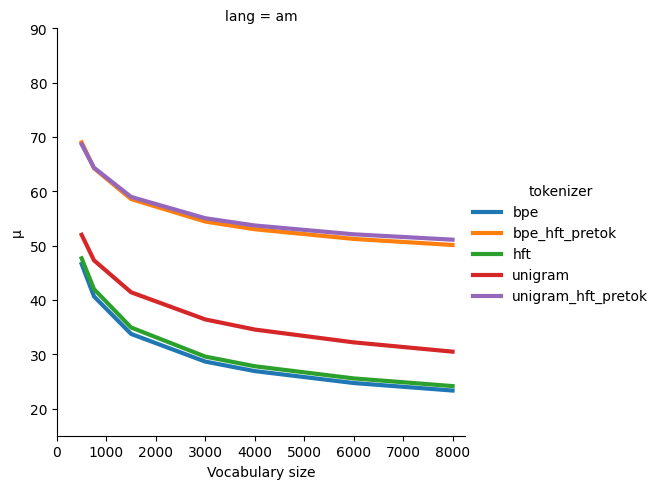 lang = am
90
80
70
60
50
40
30
20
μ
0 1000 2000 3000 4000 5000 6000 7000 8000
Vocabulary size
tokenizer
bpe
bpe_hft_pretok
hft
unigram
unigram_hft_pretok